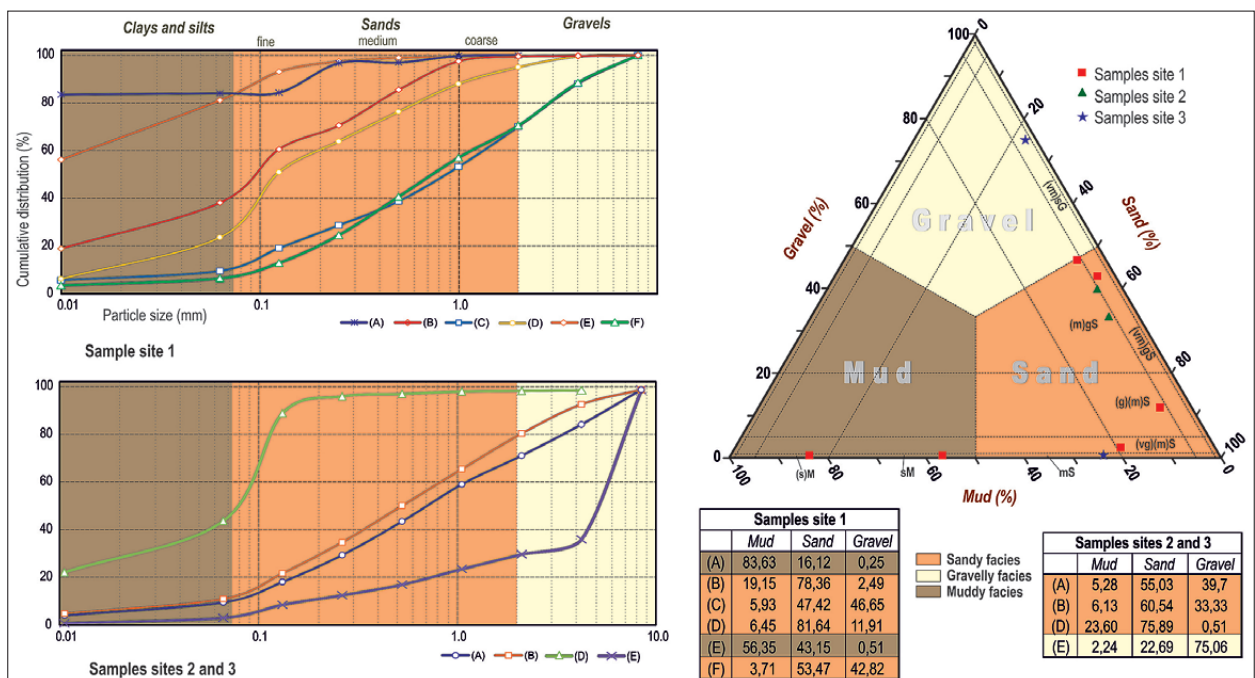 Clays and silts Sands Gravels
fine medium coarse
Cumulative distribution (%)
100
80
60
40
20
0
0.01 0.1 1.0
Particle size (mm)
(A) (B) (C) (D) (E) (F)
Sample site 1
100
80
60
40
20
0
0.01 0.1 1.0 10.0
(A) (B) (D) (E)
Samples sites 2 and 3
Samples site 1
Samples site 2
Samples site 3
Gravel (%)
100
80
60
40
20
0
Sand (%)
0
20
40
60
80
100
Mud (%)
100 80 60 40 20 0
Gravel
Mud
Sand
(vm)sG
(m)gS
(vm)gS
(g)(m)S
(vg)(m)S
(s)M
sM
mS
Samples site 1
Mud Sand Gravel
(A) 83,63 16,12 0,25
(B) 19,15 78,36 2,49
(C) 5,93 47,42 46,65
(D) 6,45 81,64 11,91
(E) 56,35 43,15 0,51
(F) 3,71 53,47 42,82
Sandy facies
Gravelly facies
Muddy facies
Samples sites 2 and 3
Mud Sand Gravel
(A) 5,28 55,03 39,7
(B) 6,13 60,54 33,33
(D) 23,60 75,89 0,51
(E) 2,24 22,69 75,06